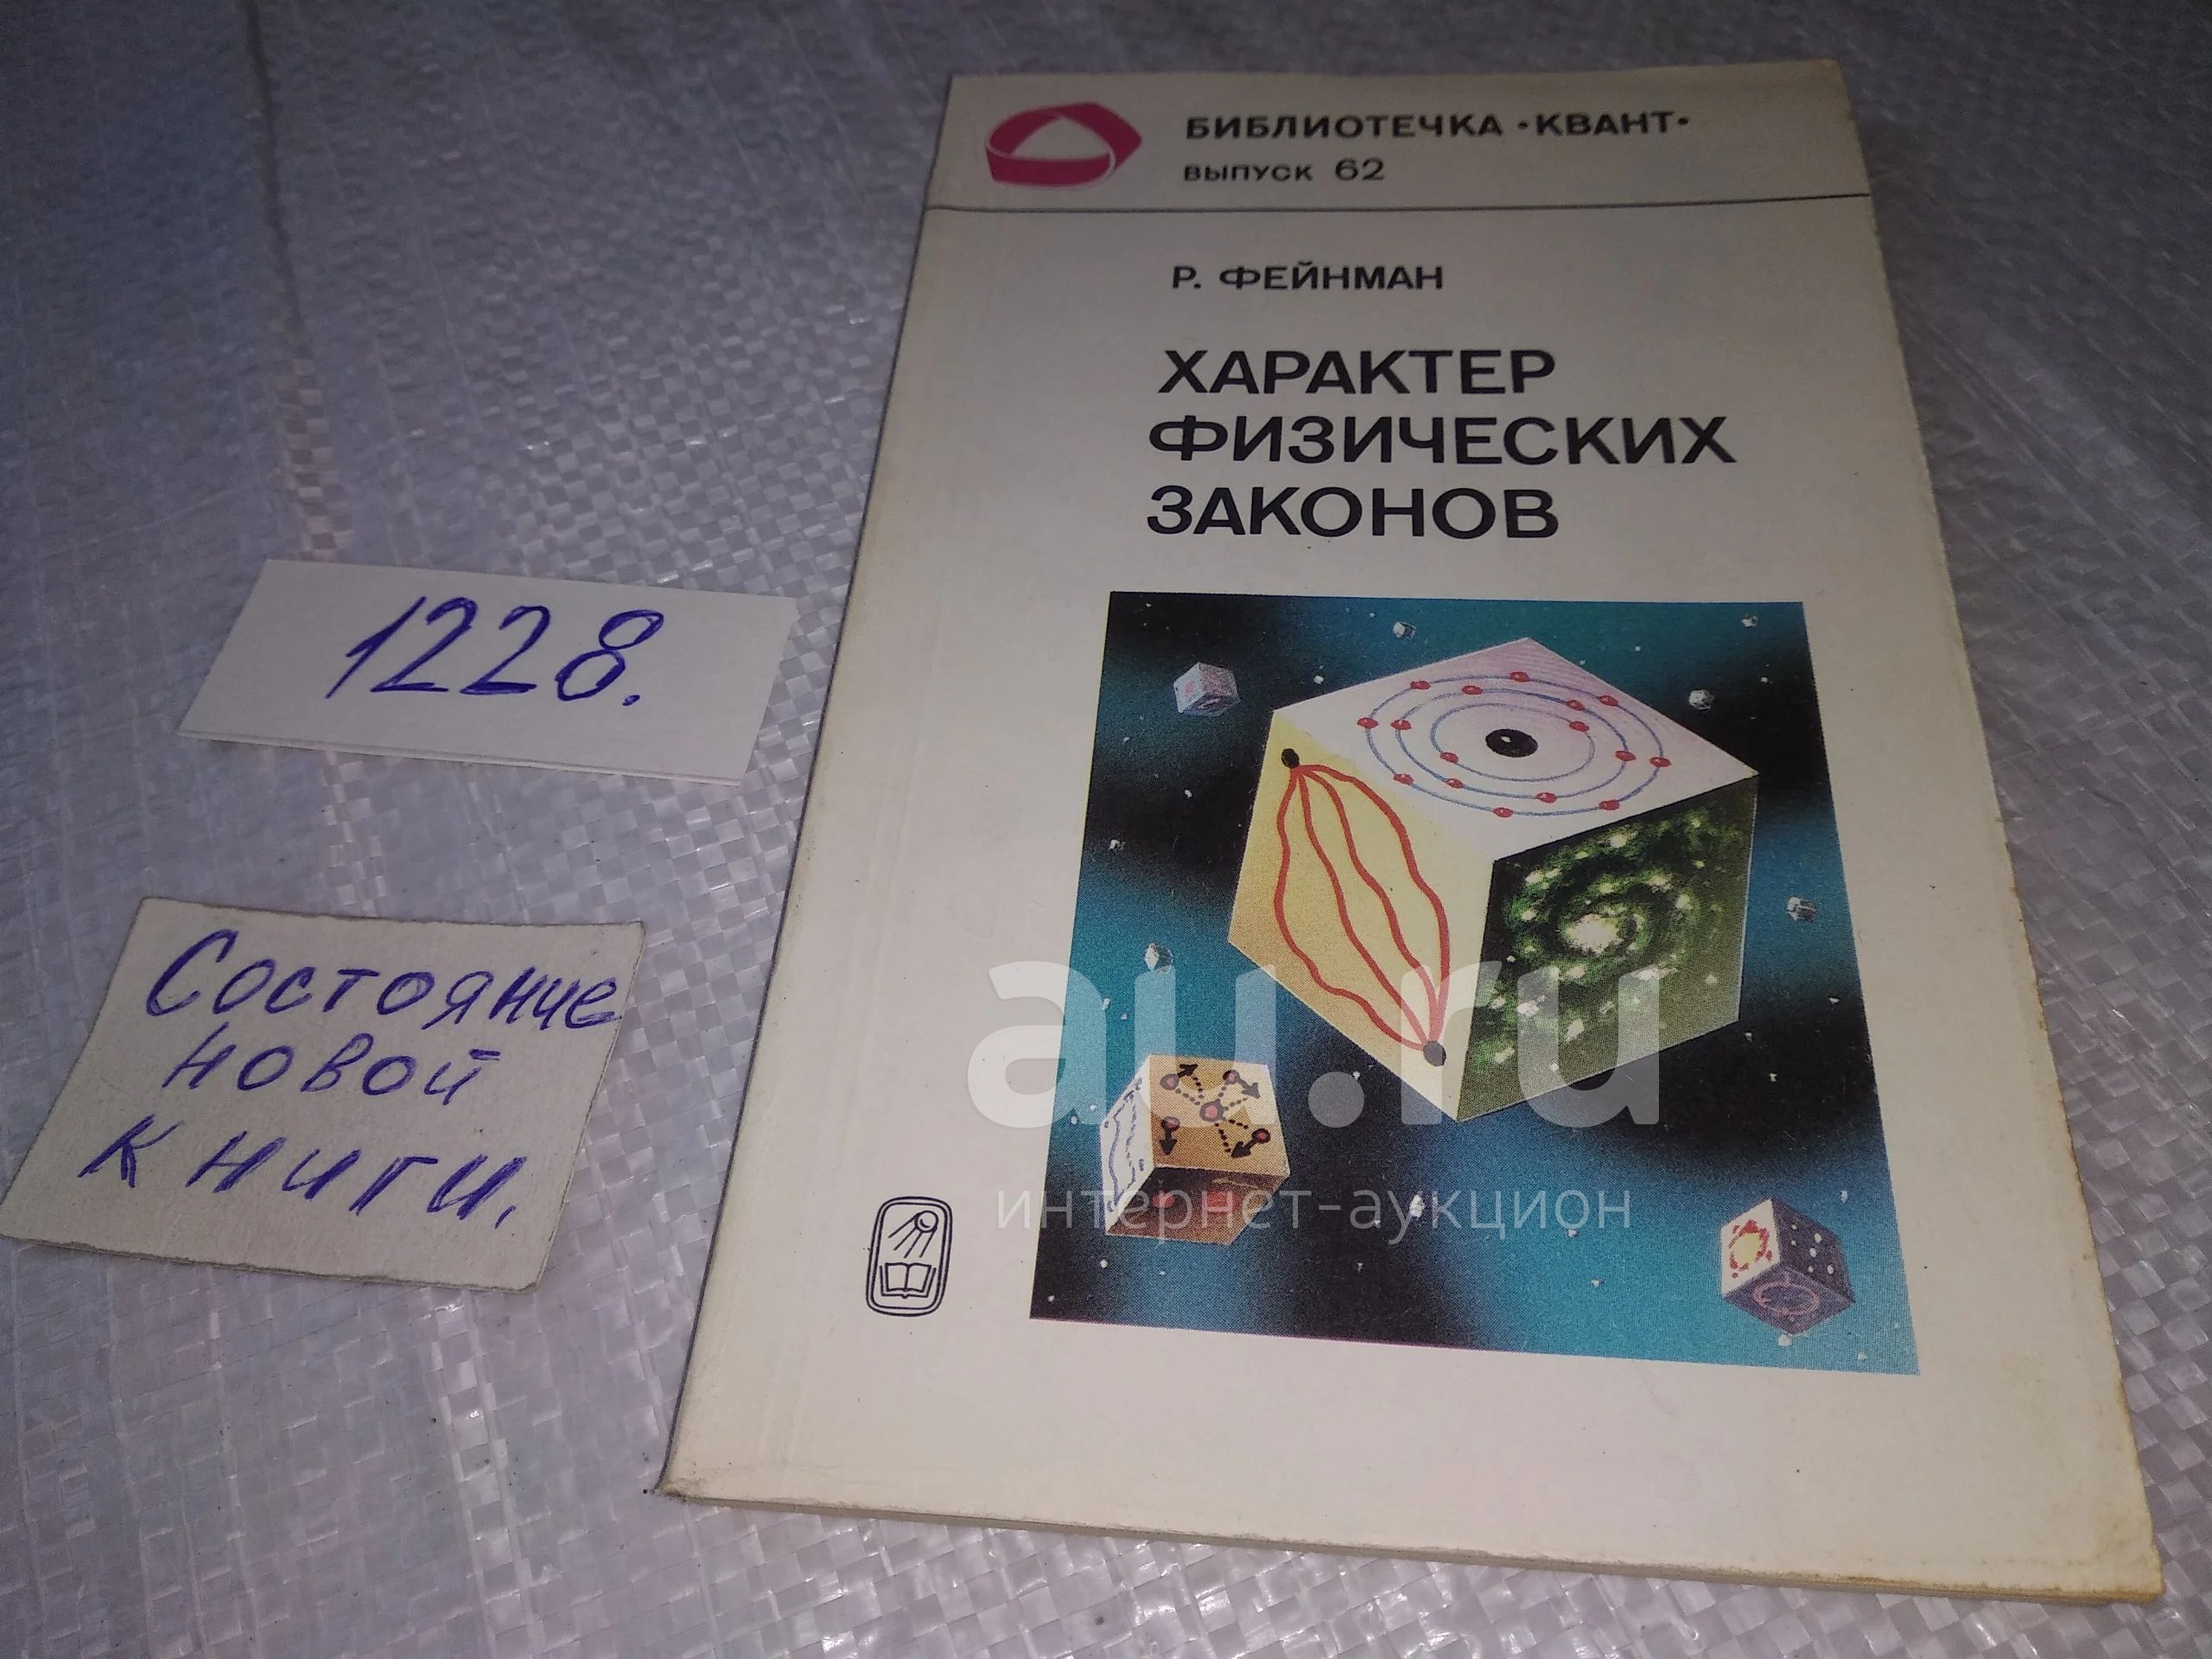 БИБЛИОТЕЧКА •КВАНТ•
ВЫПУСК 62
Р. ФЕЙНМАН
ХАРАКТЕР
ФИЗИЧЕСКИХ
ЗАКОНОВ
1228.
Состояние
новой
книги.
au.ru
интернет-аукцион